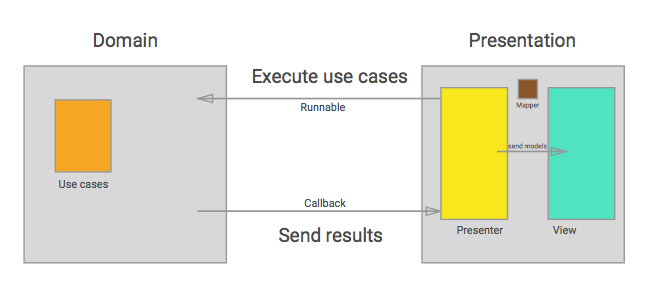 Domain
Presentation
Execute use cases
Runnable
Mapper
send models
Use cases
Callback
Send results
Presenter
View